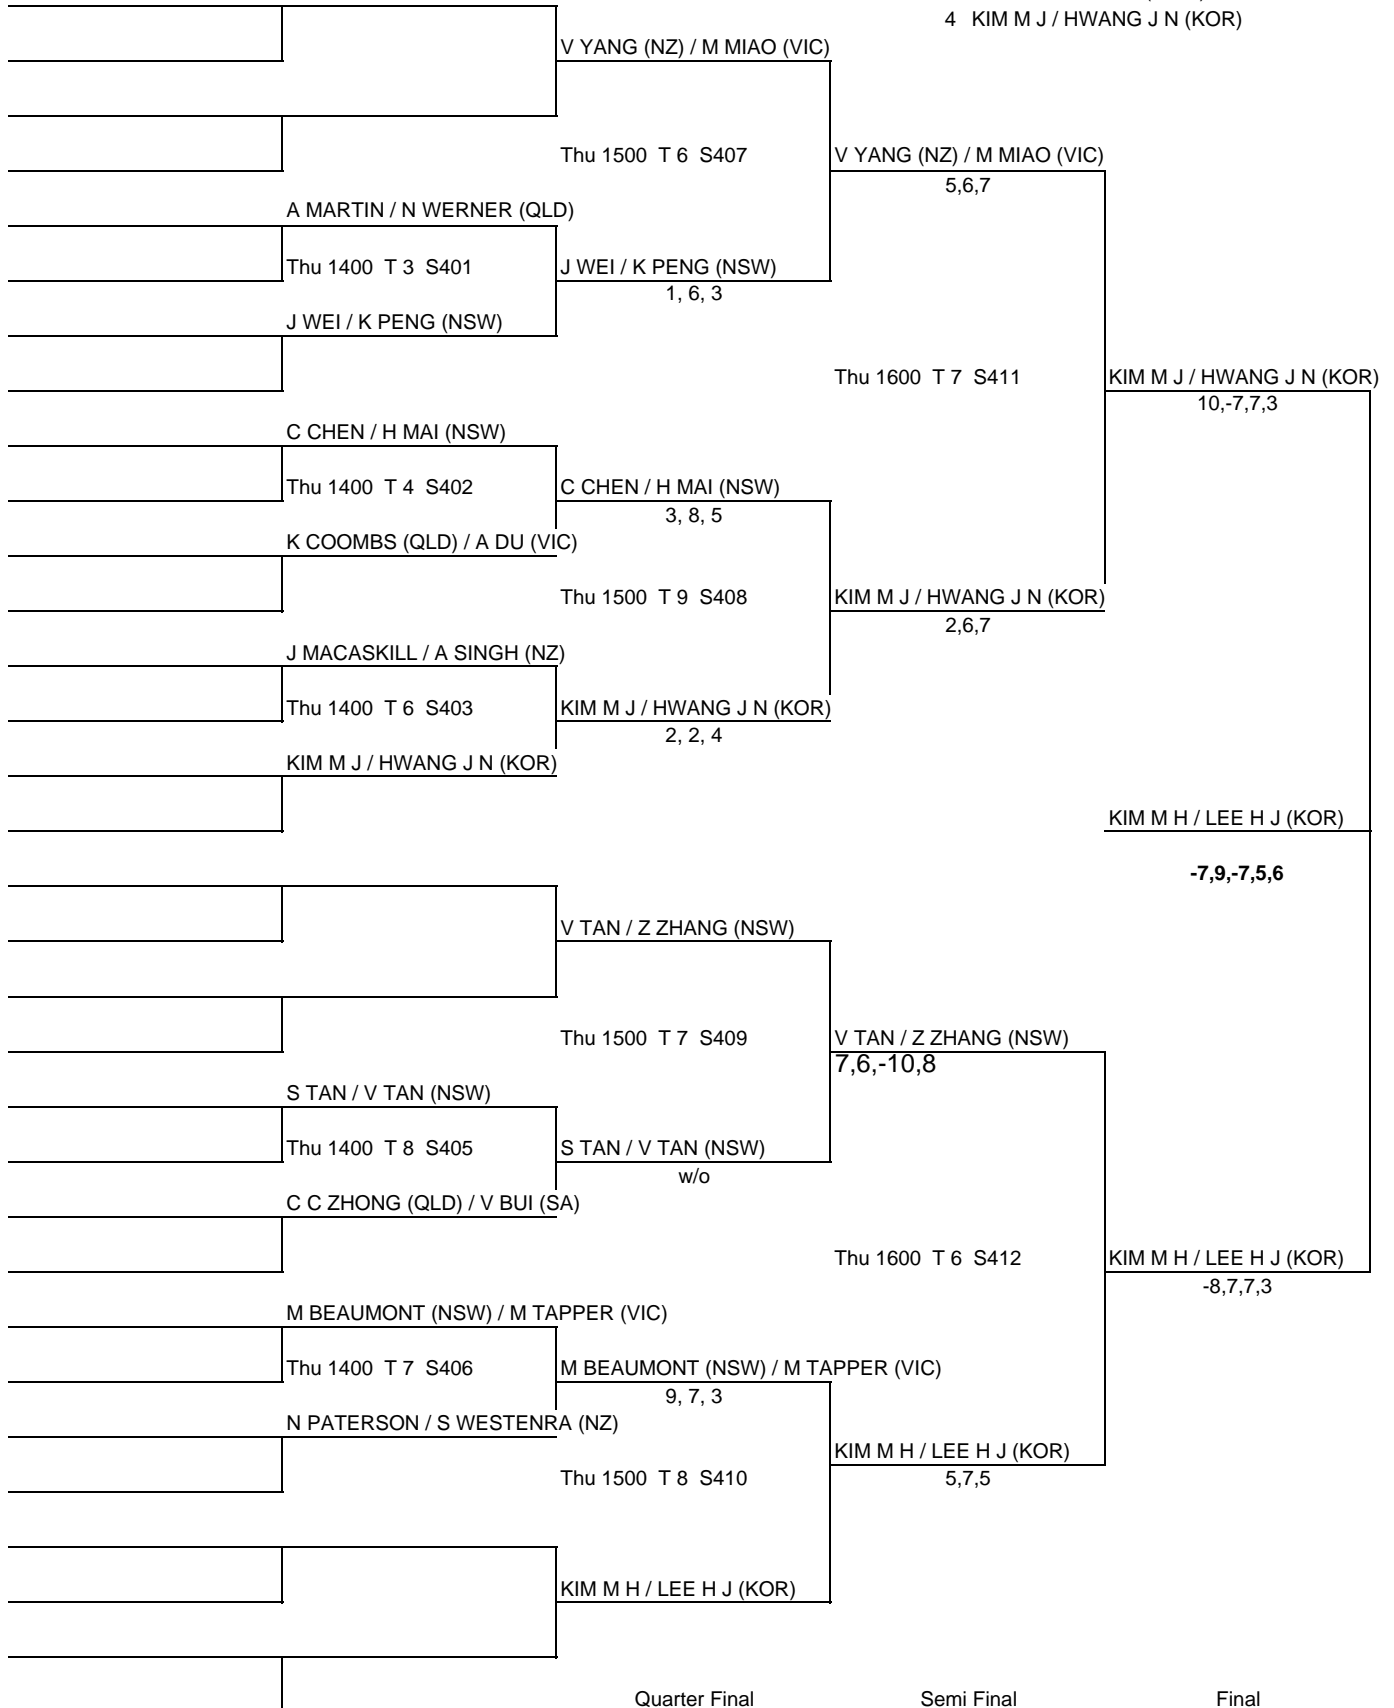 4 KIM M J / HWANG J N (KOR)
V YANG (NZ) / M MIAO (VIC)
Thu 1500 T 6 S407
V YANG (NZ) / M MIAO (VIC)
5,6,7
A MARTIN / N WERNER (QLD)
Thu 1400 T 3 S401
J WEI / K PENG (NSW)
1, 6, 3
J WEI / K PENG (NSW)
Thu 1600 T 7 S411
KIM M J / HWANG J N (KOR)
10,-7,7,3
C CHEN / H MAI (NSW)
Thu 1400 T 4 S402
C CHEN / H MAI (NSW)
3, 8, 5
K COOMBS (QLD) / A DU (VIC)
Thu 1500 T 9 S408
KIM M J / HWANG J N (KOR)
2,6,7
J MACASKILL / A SINGH (NZ)
Thu 1400 T 6 S403
KIM M J / HWANG J N (KOR)
2, 2, 4
KIM M J / HWANG J N (KOR)
KIM M H / LEE H J (KOR)
-7,9,-7,5,6
V TAN / Z ZHANG (NSW)
Thu 1500 T 7 S409
V TAN / Z ZHANG (NSW)
7,6,-10,8
S TAN / V TAN (NSW)
Thu 1400 T 8 S405
S TAN / V TAN (NSW)
w/o
C C ZHONG (QLD) / V BUI (SA)
Thu 1600 T 6 S412
KIM M H / LEE H J (KOR)
-8,7,7,3
M BEAUMONT (NSW) / M TAPPER (VIC)
Thu 1400 T 7 S406
M BEAUMONT (NSW) / M TAPPER (VIC)
9, 7, 3
N PATERSON / S WESTENRA (NZ)
KIM M H / LEE H J (KOR)
Thu 1500 T 8 S410
5,7,5
KIM M H / LEE H J (KOR)
Quarter Final
Semi Final
Final